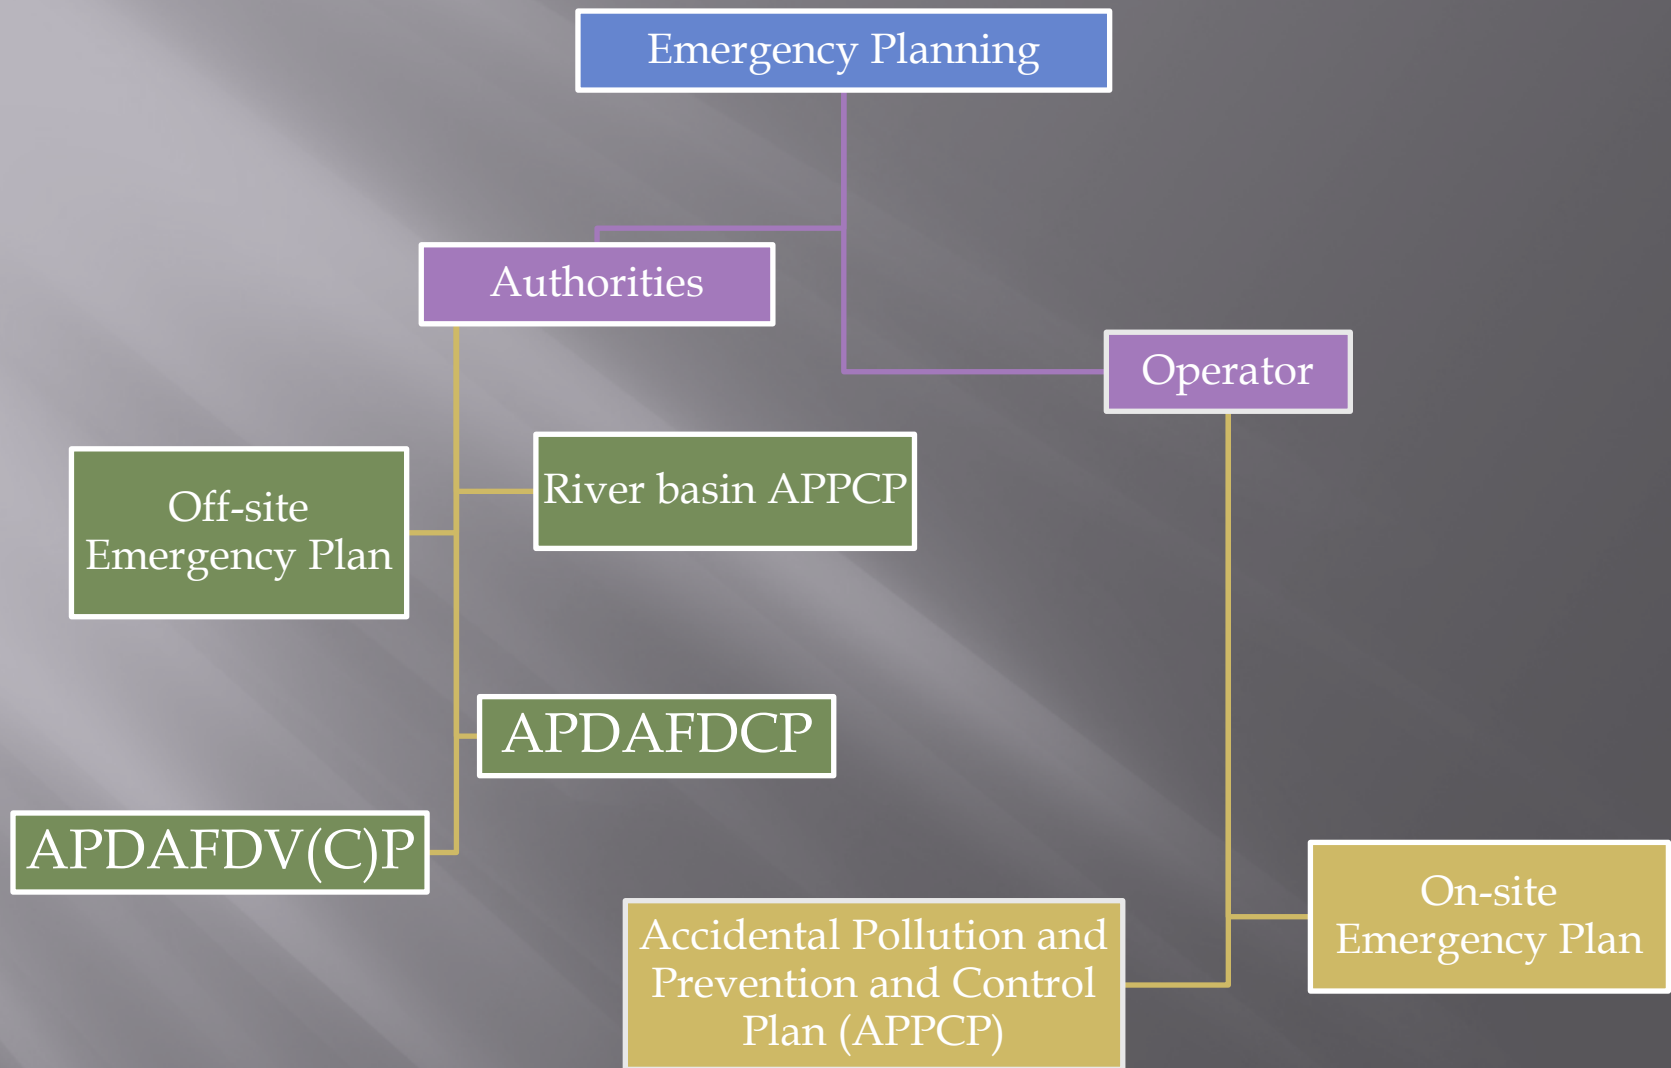 Emergency Planning
Authorities
Operator
River basin APPCP
Off-site
Emergency Plan
APDAFDCP
APDAFDV(C)P
On-site
Emergency Plan
Accidental Pollution and
Prevention and Control
Plan (APPCP)